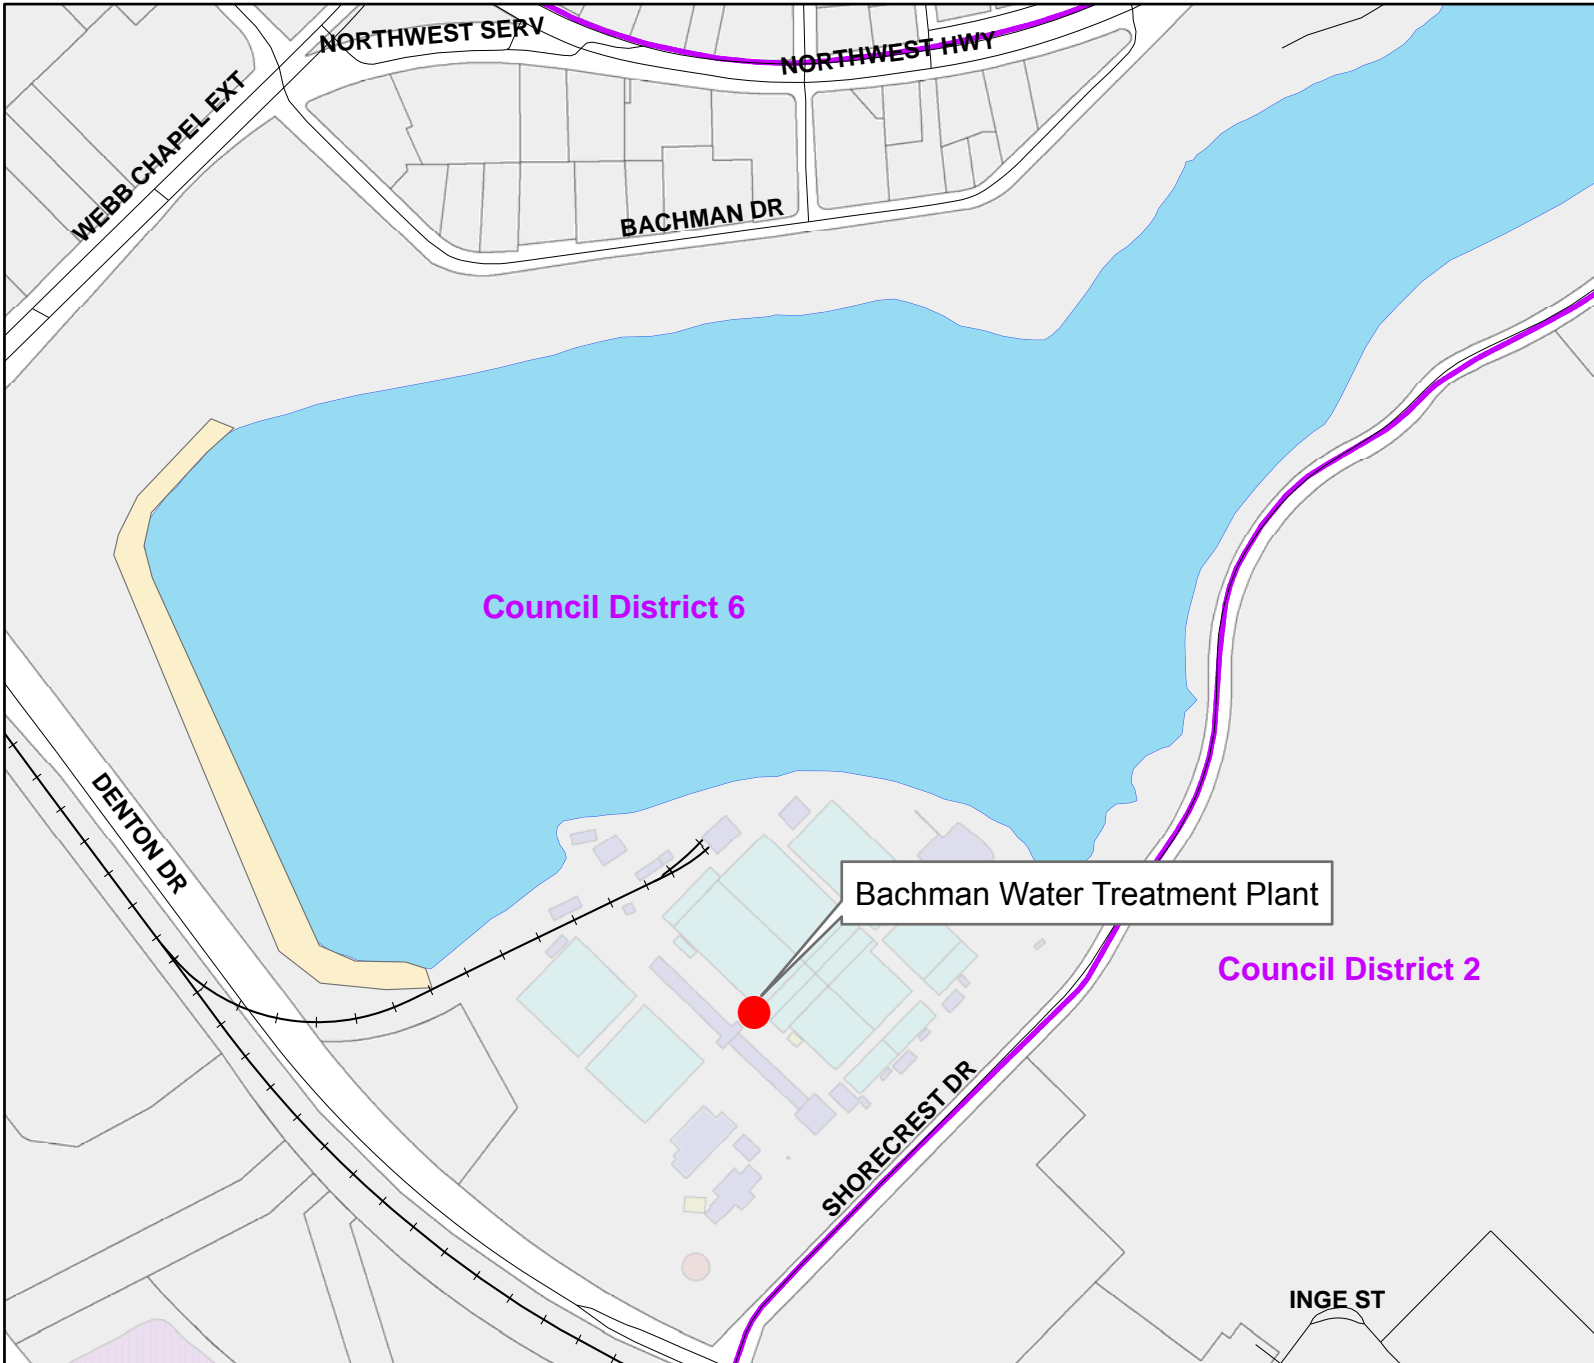 NORTHWEST SERV
NORTHWEST HWY
WEBB CHAPEL EXT
BACHMAN DR
Council District 6
DENTON DR
Bachman Water Treatment Plant
Council District 2
SHORECREST DR
INGE ST